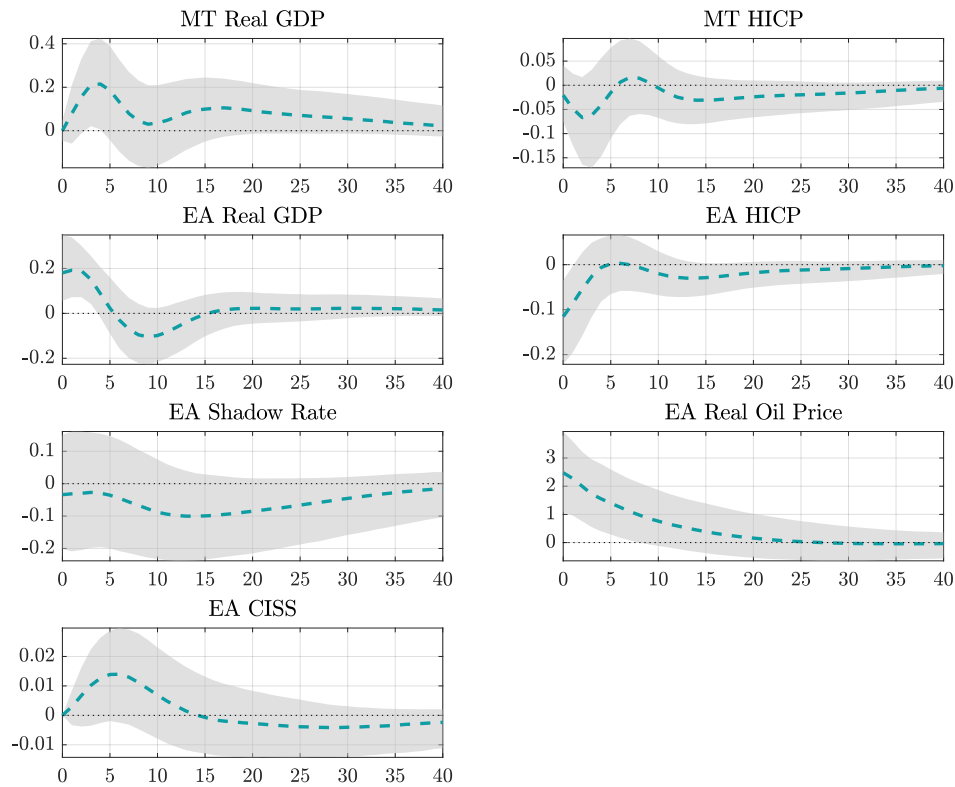 MT Real GDP
0.4
0.2
0
0 5 10 15 20 25 30 35 40
MT HICP
0.05
0
-0.05
-0.1
-0.15
0 5 10 15 20 25 30 35 40
EA Real GDP
0.2
0
-0.2
0 5 10 15 20 25 30 35 40
EA HICP
0
-0.1
-0.2
0 5 10 15 20 25 30 35 40
EA Shadow Rate
0.1
0
-0.1
-0.2
0 5 10 15 20 25 30 35 40
EA Real Oil Price
3
2
1
0
0 5 10 15 20 25 30 35 40
EA CISS
0.02
0.01
0
-0.01
0 5 10 15 20 25 30 35 40